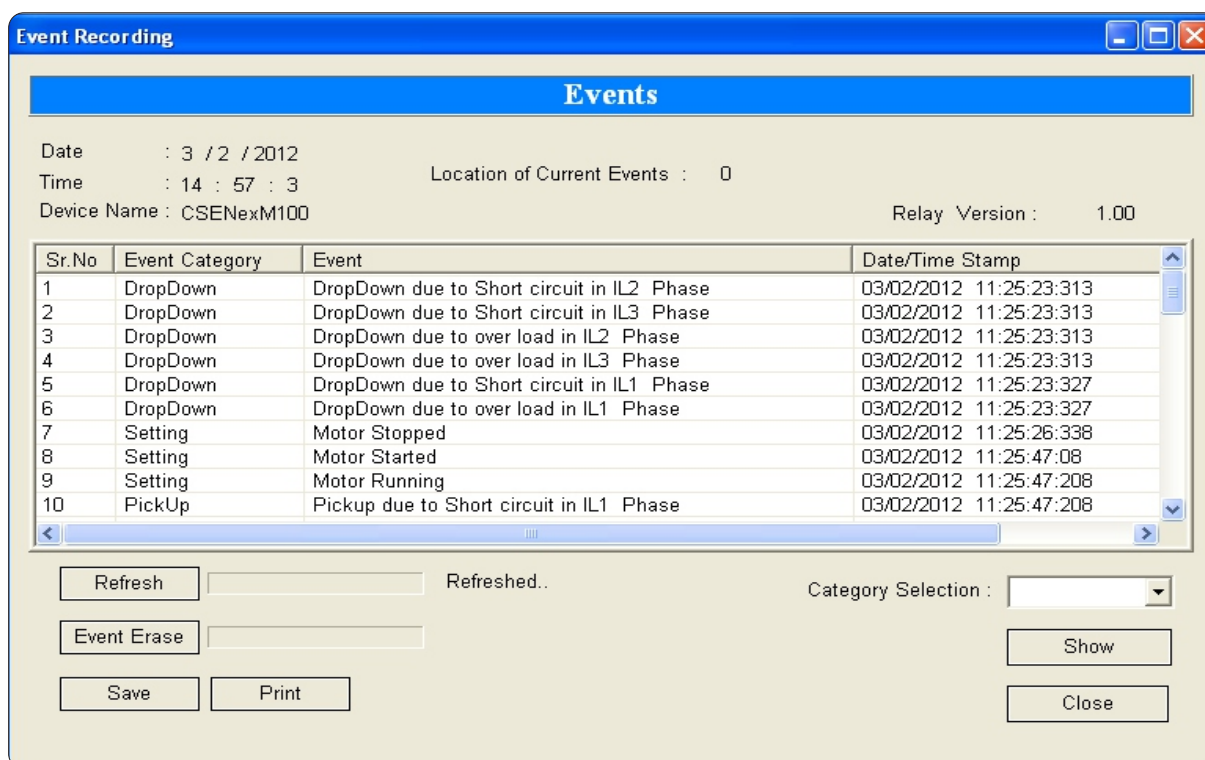 Event Recording
Events
Date : 3 / 2 / 2012
Time : 14 : 57 : 3
Location of Current Events : 0
Device Name : CSENexM100
Relay Version : 1.00
Sr.No Event Category Event Date/Time Stamp
1 DropDown DropDown due to Short circuit in IL2 Phase 03/02/2012 11:25:23:313
2 DropDown DropDown due to Short circuit in IL3 Phase 03/02/2012 11:25:23:313
3 DropDown DropDown due to over load in IL2 Phase 03/02/2012 11:25:23:313
4 DropDown DropDown due to over load in IL3 Phase 03/02/2012 11:25:23:313
5 DropDown DropDown due to Short circuit in IL1 Phase 03/02/2012 11:25:23:327
6 DropDown DropDown due to over load in IL1 Phase 03/02/2012 11:25:23:327
7 Setting Motor Stopped 03/02/2012 11:25:26:338
8 Setting Motor Started 03/02/2012 11:25:47:08
9 Setting Motor Running 03/02/2012 11:25:47:208
10 PickUp Pickup due to Short circuit in IL1 Phase 03/02/2012 11:25:47:208
Refresh Refreshed..
Category Selection :
Event Erase
Show
Save Print
Close